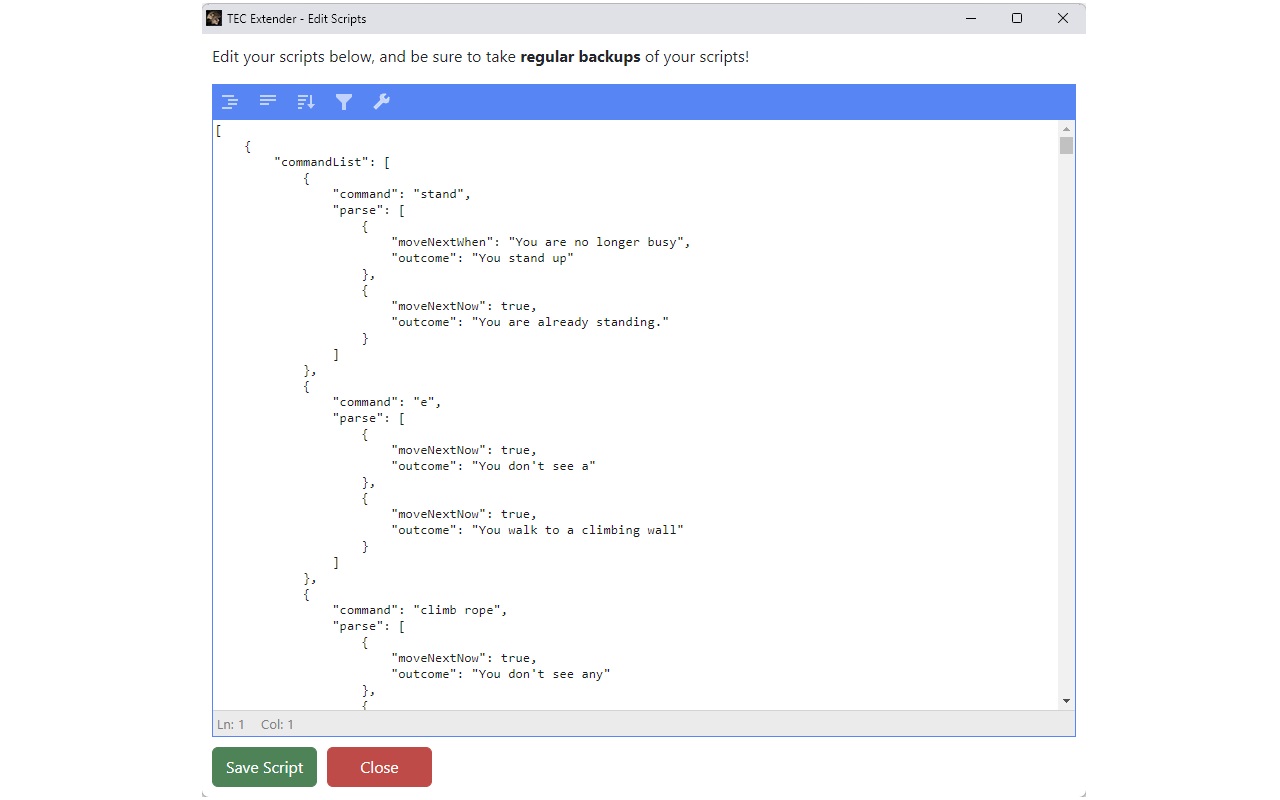 TEC Extender - Edit Scripts
Edit your scripts below, and be sure to take regular backups of your scripts!
[
    {
        "commandList": [
            {
                "command": "stand",
                "parse": [
                    {
                        "moveNextWhen": "You are no longer busy",
                        "outcome": "You stand up"
                    },
                    {
                        "moveNextNow": true,
                        "outcome": "You are already standing."
                    }
                ]
            },
            {
                "command": "e",
                "parse": [
                    {
                        "moveNextNow": true,
                        "outcome": "You don't see a"
                    },
                    {
                        "moveNextNow": true,
                        "outcome": "You walk to a climbing wall"
                    }
                ]
            },
            {
                "command": "climb rope",
                "parse": [
                    {
                        "moveNextNow": true,
                        "outcome": "You don't see any"
                    },
                    {
Ln: 1 Col: 1
Save Script Close